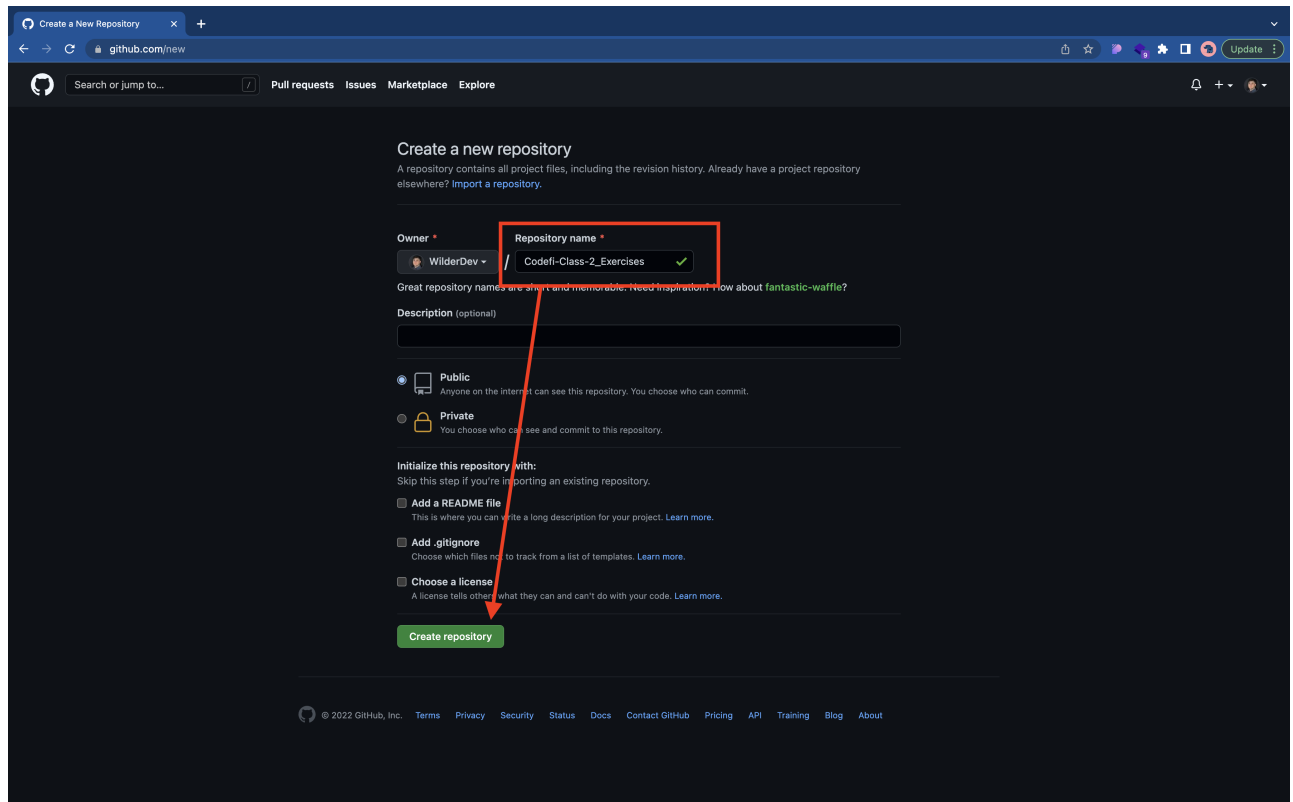 Create a New Repository
github.com/new
9
Update
Search or jump to...
/
Pull requests Issues Marketplace Explore
Create a new repository
A repository contains all project files, including the revision history. Already have a project repository
elsewhere? Import a repository.
Owner * Repository name *
WilderDev / Codefi-Class-2_Exercises
Great repository names are short and memorable. Need inspiration? How about fantastic-waffle?
Description (optional)
Public
Anyone on the internet can see this repository. You choose who can commit.
Private
You choose who can see and commit to this repository.
Initialize this repository with:
Skip this step if you're importing an existing repository.
Add a README file
This is where you can write a long description for your project. Learn more.
Add .gitignore
Choose which files not to track from a list of templates. Learn more.
Choose a license
A license tells others what they can and can't do with your code. Learn more.
Create repository
© 2022 GitHub, Inc. Terms Privacy Security Status Docs Contact GitHub Pricing API Training Blog About